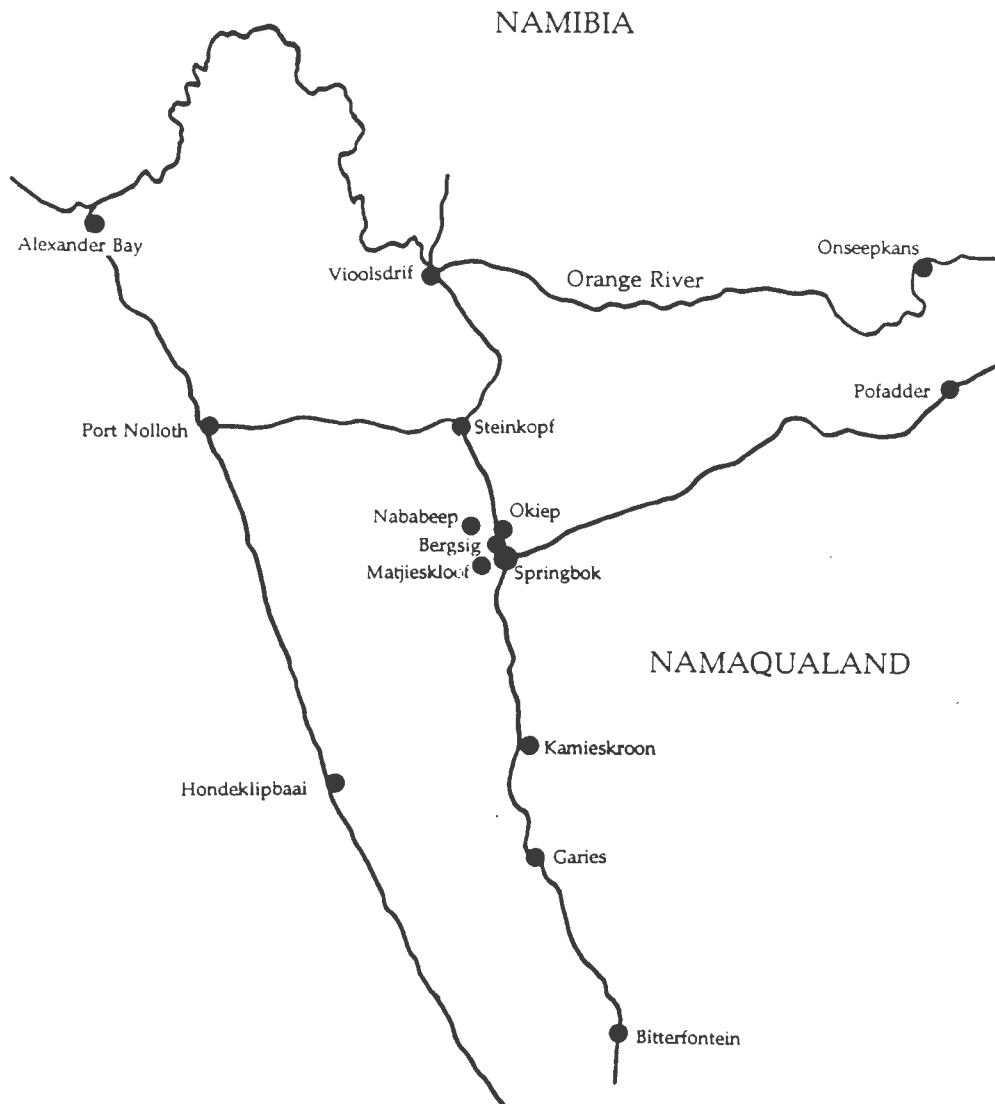 NAMIBIA
Alexander Bay
Vioolsdrif
Orange River
Onseepkans
Pofadder
Port Nolloth
Steinkopf
Nababeep
Okiep
Bergsig
Matjieskloof
Springbok
NAMAQUALAND
Kamieskroon
Hondeklipbaai
Garies
Bitterfontein